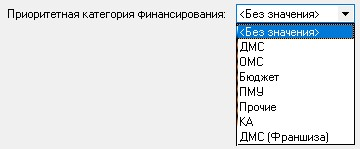 Приоритетная категория финансирования: <Без значения>
<Без значения>
ДМС
ОМС
Бюджет
ПМУ
Прочие
КА
ДМС (Франшиза)